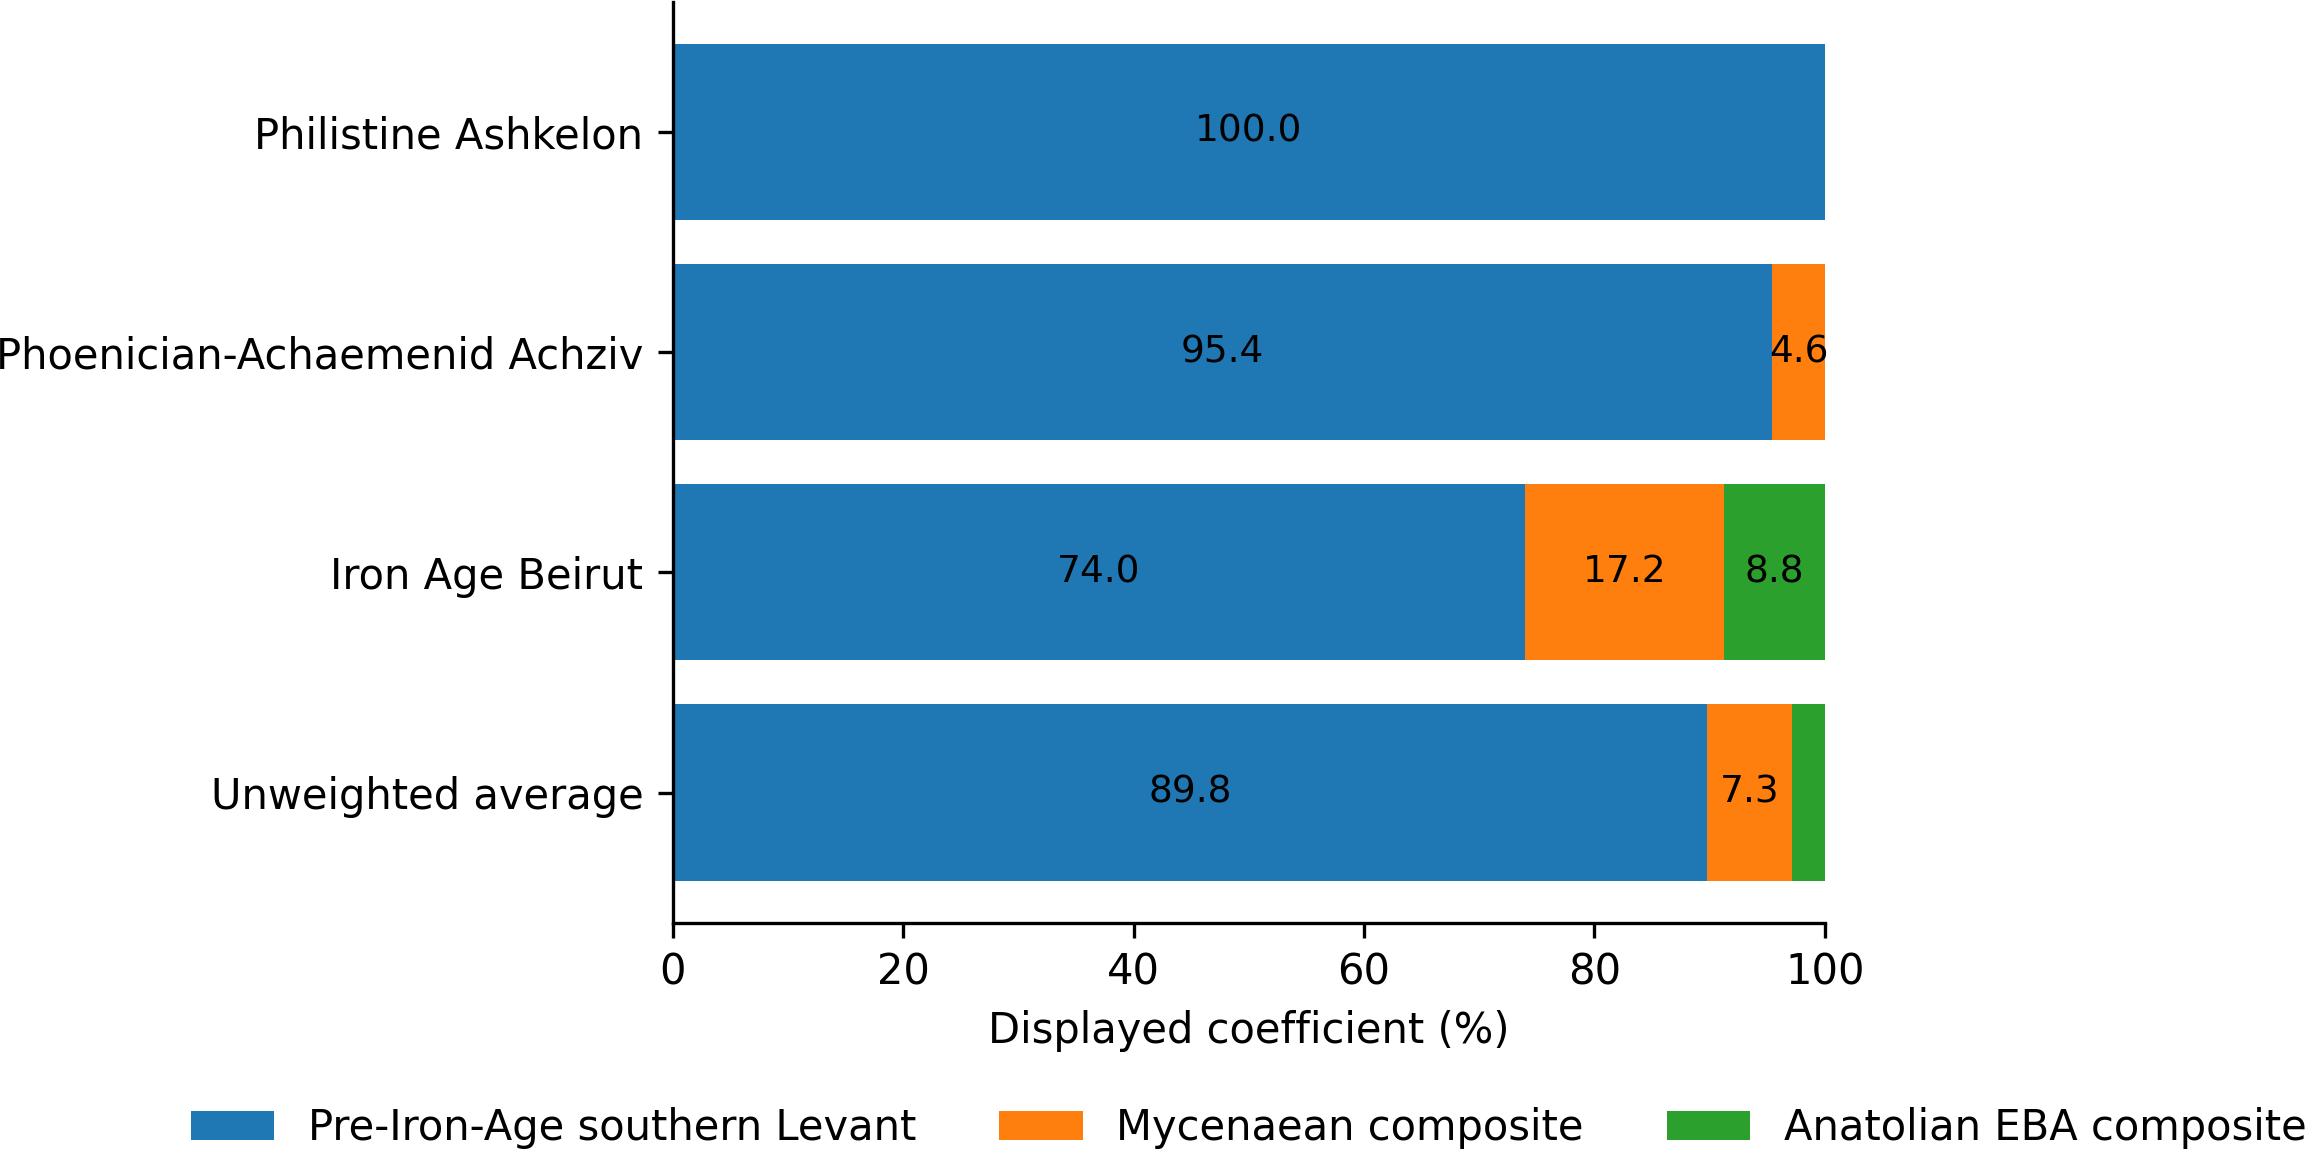 Philistine Ashkelon
100.0
Phoenician-Achaemenid Achziv
95.4 4.6
Iron Age Beirut
74.0 17.2 8.8
Unweighted average
89.8 7.3
0 20 40 60 80 100
Displayed coefficient (%)
Pre-Iron-Age southern Levant Mycenaean composite Anatolian EBA composite